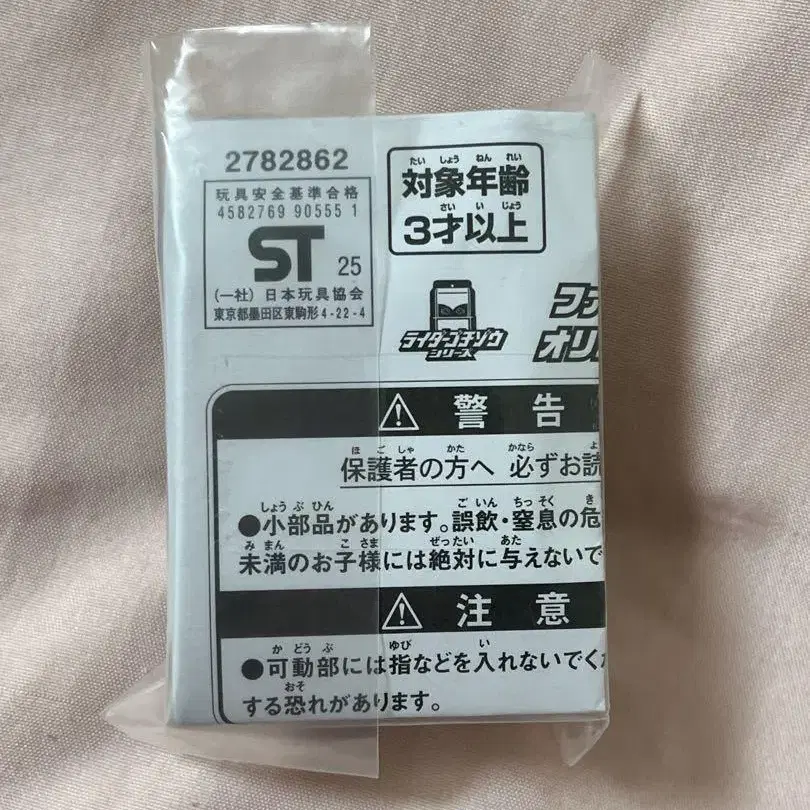 2782862
玩具安全基準合格
4582769 90555 1
ST 25
(一社) 日本玩具協会
東京都墨田区東駒形4-22-4
たい しょう ねん れい
対象年齢
さい い じょう
3才以上
ライダーゴチゾウ
シリーズ
ファ
オリ
警告
ほ ご しゃ かた かなら よ
保護者の方へ 必ずお読
しょう ぶ ひん ご いん ちっ そく き
●小部品があります。誤飲・窒息の危
み まん こ さま ぜったい あた
未満のお子様には絶対に与えないで
注意
か どう ぶ ゆび い
●可動部には指などを入れないでく
おそ
する恐れがあります。